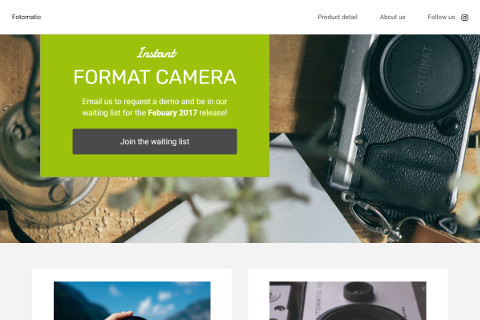 Fotomatic
Product detail
About us
Follow us
Instant
FORMAT CAMERA
Email us to request a demo and be in our
waiting list for the Febuary 2017 release!
Join the waiting list
FOTOMAT